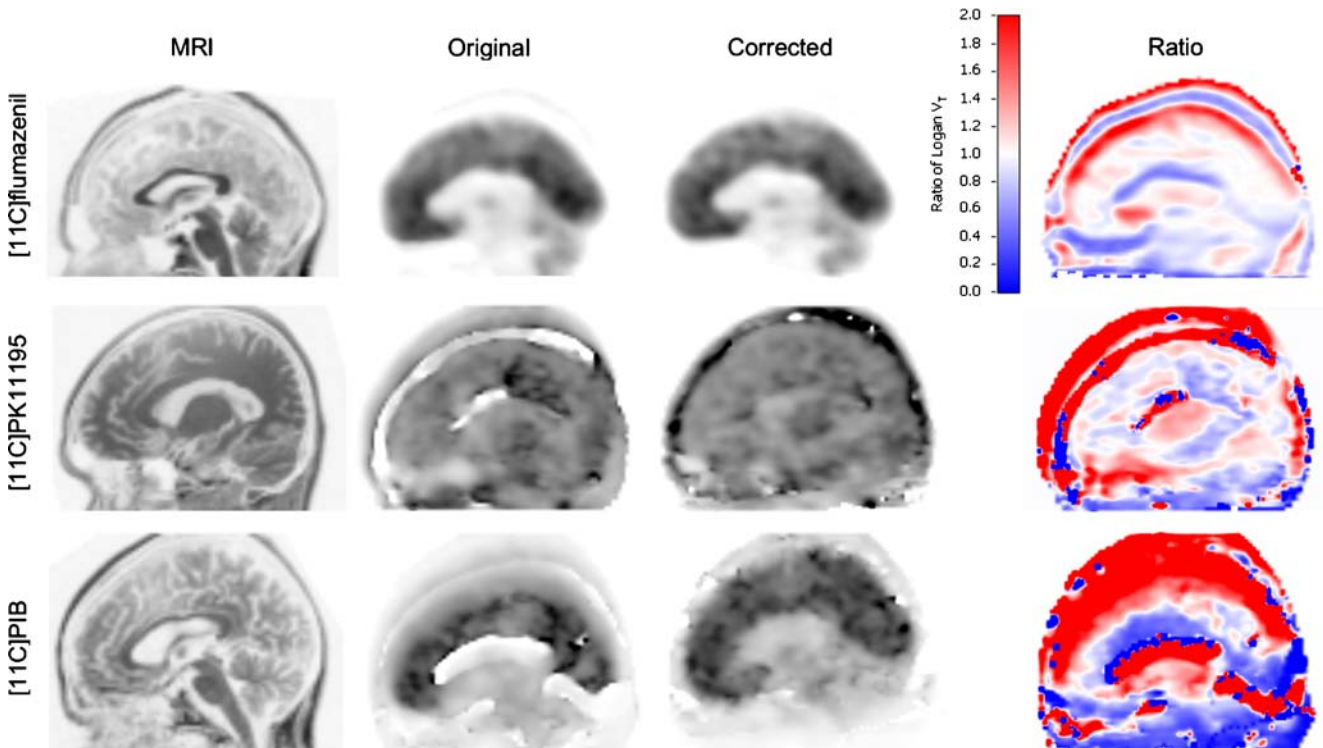 MRI
Original
Corrected
Ratio
[11C]flumazenil
Ratio of Logan VT
2.0
1.8
1.6
1.4
1.2
1.0
0.8
0.6
0.4
0.2
0.0
[11C]PK11195
[11C]PIB